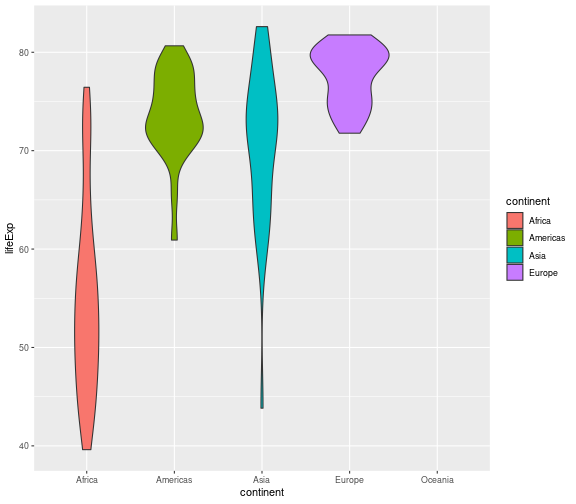 80
70
60
50
40
lifeExp
Africa
Americas
Asia
Europe
Oceania
continent
continent
Africa
Americas
Asia
Europe